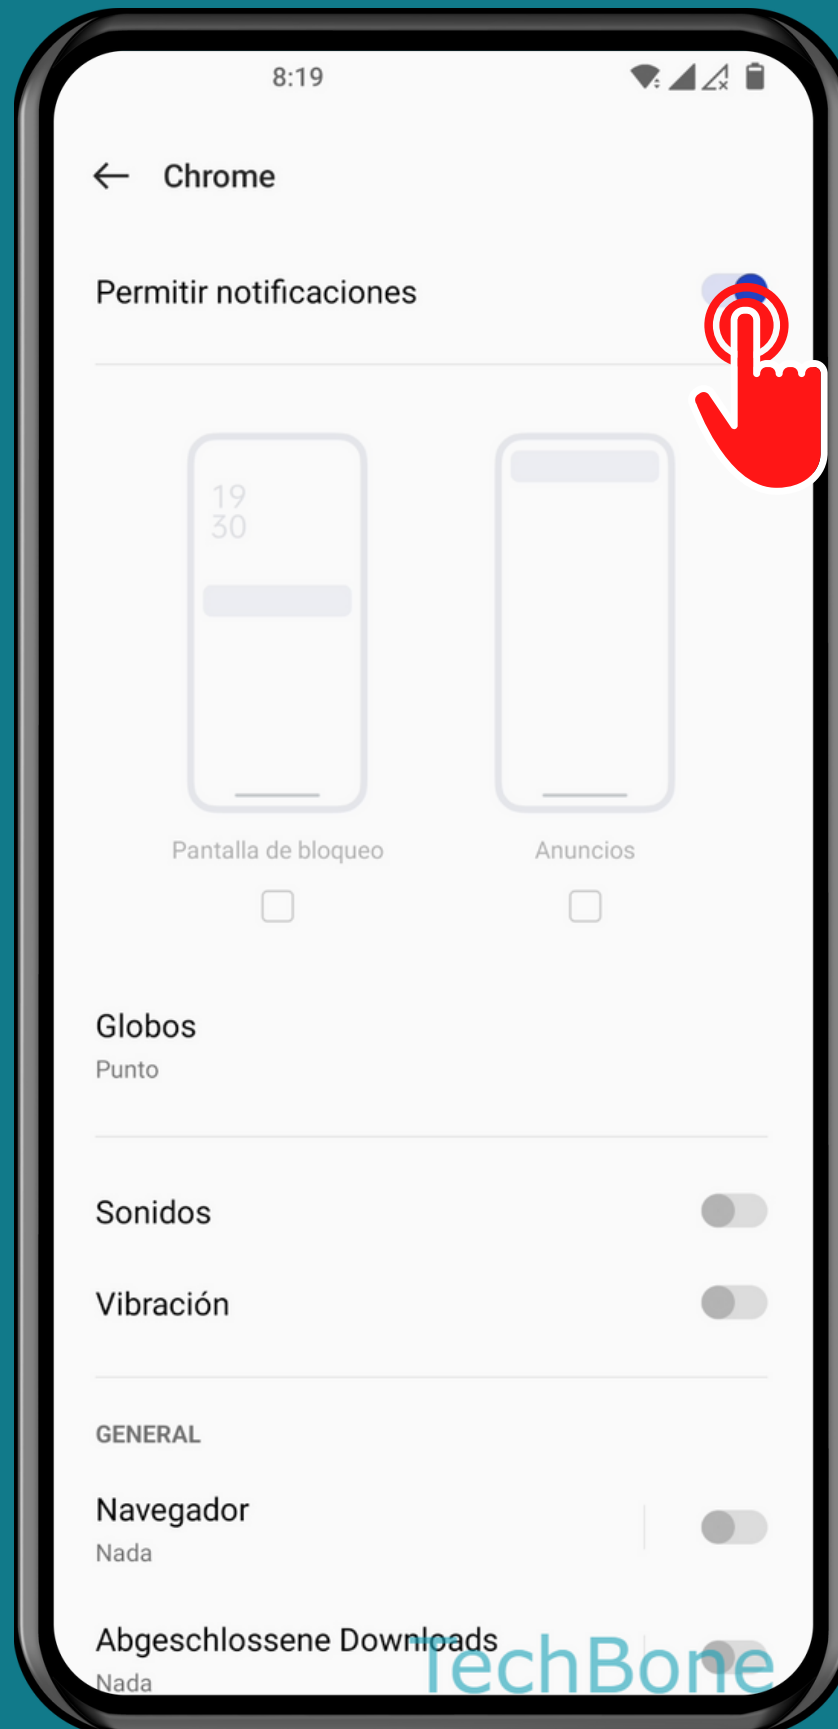 8:19
Chrome
Permitir notificaciones
19
30
Pantalla de bloqueo
Anuncios
Globos
Punto
Sonidos
Vibración
GENERAL
Navegador
Nada
Abgeschlossene Downloads
Nada
TechBone